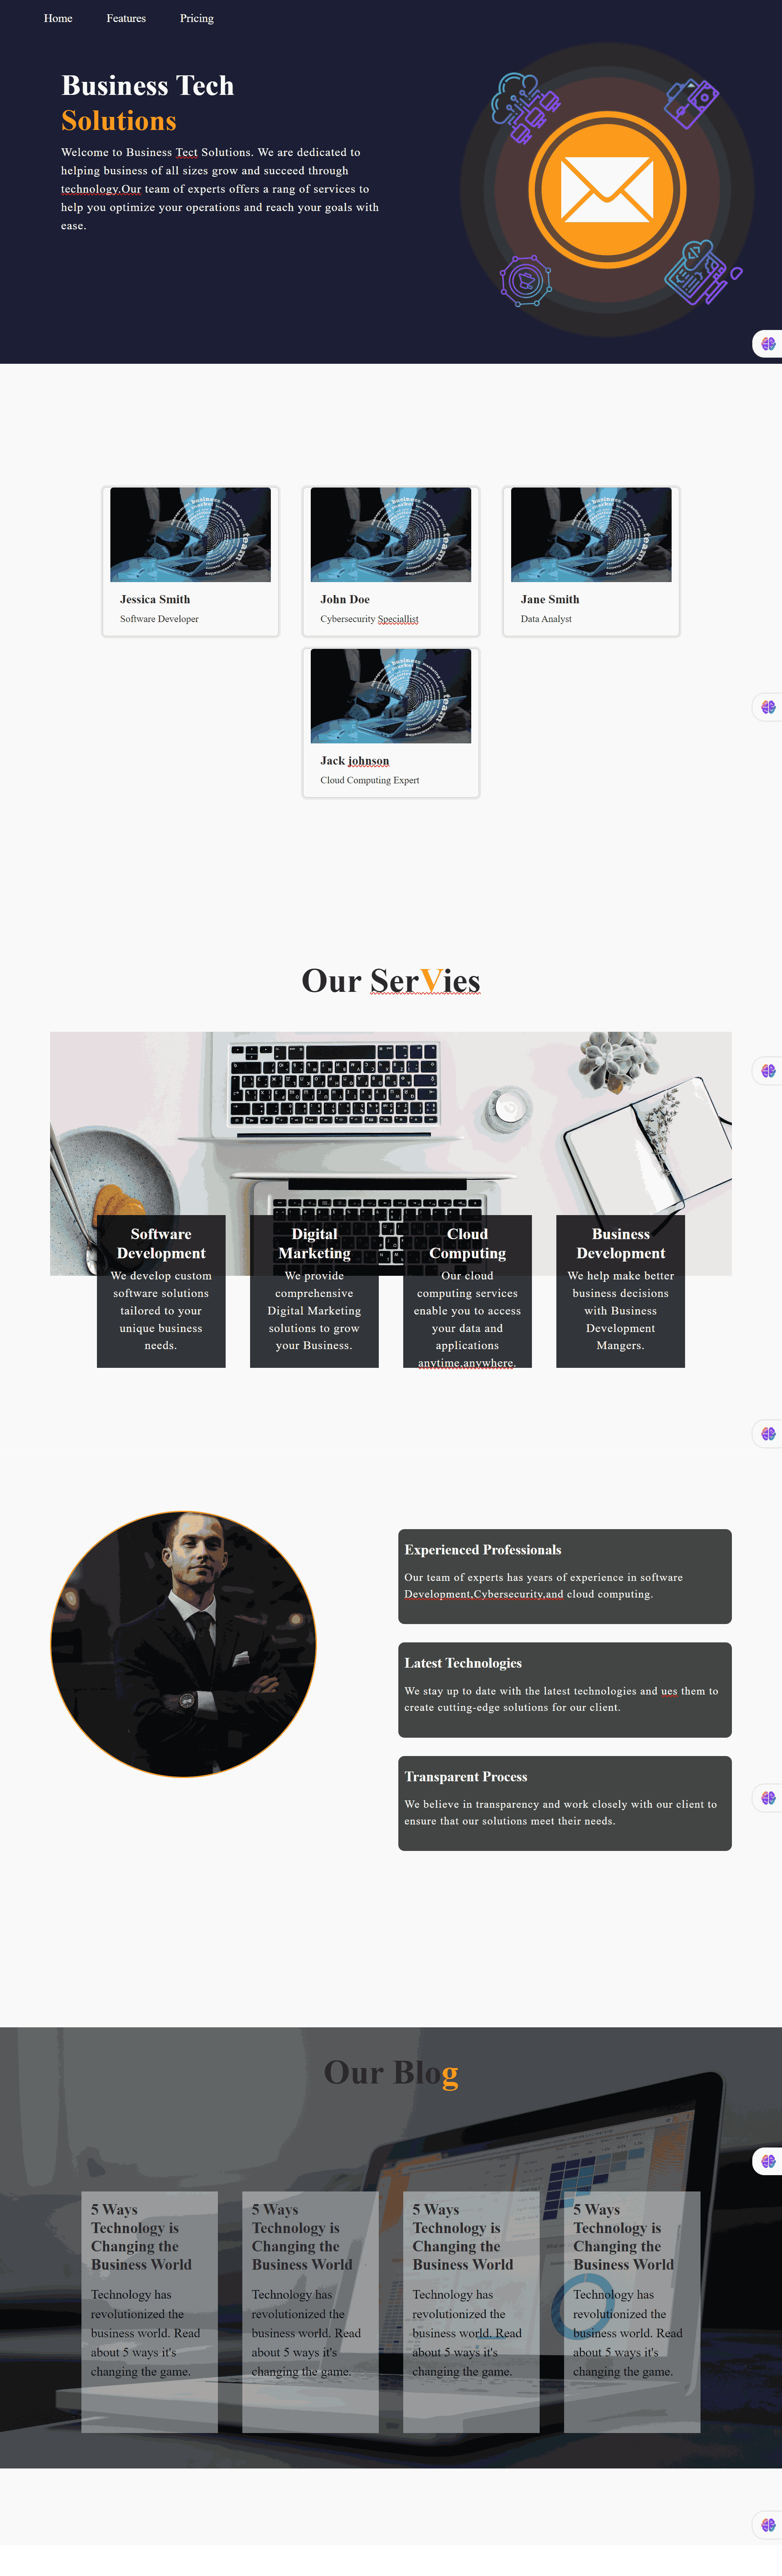 Home Features Pricing
Business Tech
Solutions
Welcome to Business Tect Solutions. We are dedicated to
helping business of all sizes grow and succeed through
technology.Our team of experts offers a rang of services to
help you optimize your operations and reach your goals with
ease.
Jessica Smith
Software Developer
John Doe
Cybersecurity Speciallist
Jane Smith
Data Analyst
Jack johnson
Cloud Computing Expert
Our SerVies
Software
Development
We develop custom
software solutions
tailored to your
unique business
needs.
Digital
Marketing
We provide
comprehensive
Digital Marketing
solutions to grow
your Business.
Cloud
Computing
Our cloud
computing services
enable you to access
your data and
applications
anytime,anywhere.
Business
Development
We help make better
business decisions
with Business
Development
Mangers.
Experienced Professionals
Our team of experts has years of experience in software
Development,Cybersecurity,and cloud computing.
Latest Technologies
We stay up to date with the latest technologies and ues them to
create cutting-edge solutions for our client.
Transparent Process
We believe in transparency and work closely with our client to
ensure that our solutions meet their needs.
Our Blog
5 Ways
Technology is
Changing the
Business World
Technology has
revolutionized the
business world. Read
about 5 ways it's
changing the game.
5 Ways
Technology is
Changing the
Business World
Technology has
revolutionized the
business world. Read
about 5 ways it's
changing the game.
5 Ways
Technology is
Changing the
Business World
Technology has
revolutionized the
business world. Read
about 5 ways it's
changing the game.
5 Ways
Technology is
Changing the
Business World
Technology has
revolutionized the
business world. Read
about 5 ways it's
changing the game.